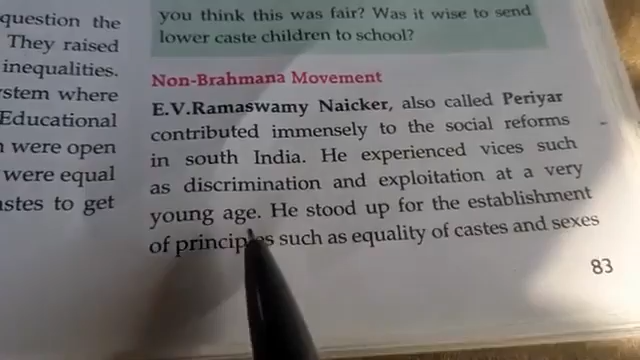 question the
They raised
inequalities.
stem where
Educational
were open
were equal
stes to get
you think this was fair? Was it wise to send
lower caste children to school?
Non-Brahmana Movement
E.V.Ramaswamy Naicker, also called Periyar
contributed immensely to the social reforms
in south India. He experienced vices such
as discrimination and exploitation at a very
young age. He stood up for the establishment
of principles such as equality of castes and sexes
83